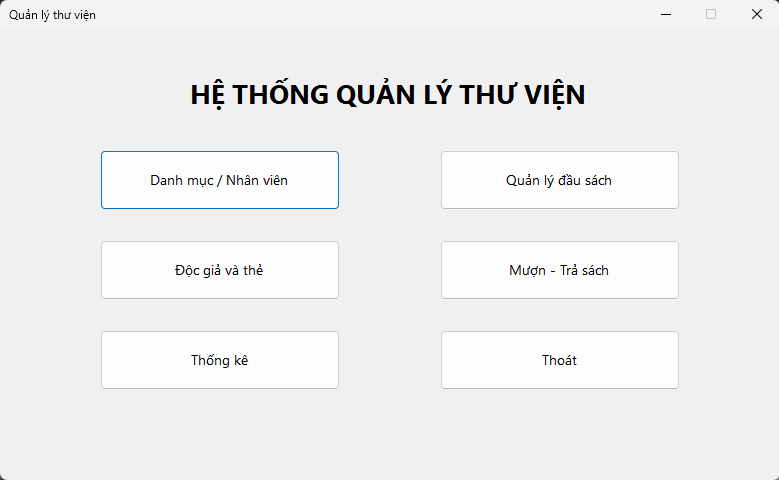 Quản lý thư viện
HỆ THỐNG QUẢN LÝ THƯ VIỆN
Danh mục / Nhân viên
Quản lý đầu sách
Độc giả và thẻ
Mượn - Trả sách
Thống kê
Thoát